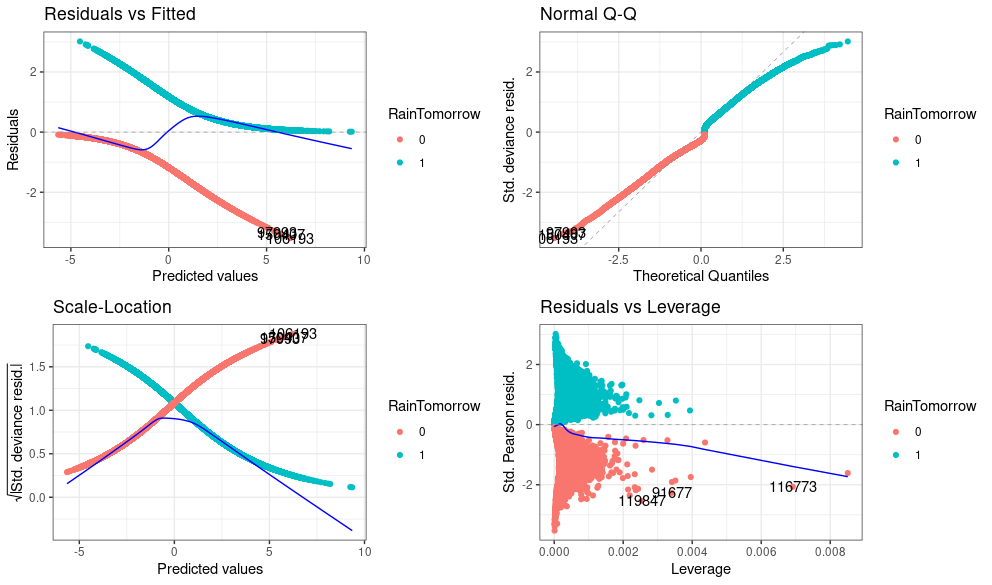 Residuals vs Fitted
Residuals
2
0
-2
106193
-5
0
5
10
Predicted values
RainTomorrow
0
1
Normal Q-Q
Std. deviance resid.
2
0
-2
-2.5
0.0
2.5
Theoretical Quantiles
RainTomorrow
0
1
Scale-Location
√|Std. deviance resid.|
1.5
1.0
0.5
0.0
106193
-5
0
5
10
Predicted values
RainTomorrow
0
1
Residuals vs Leverage
Std. Pearson resid.
2
0
-2
91677
116773
119847
0.000
0.002
0.004
0.006
0.008
Leverage
RainTomorrow
0
1